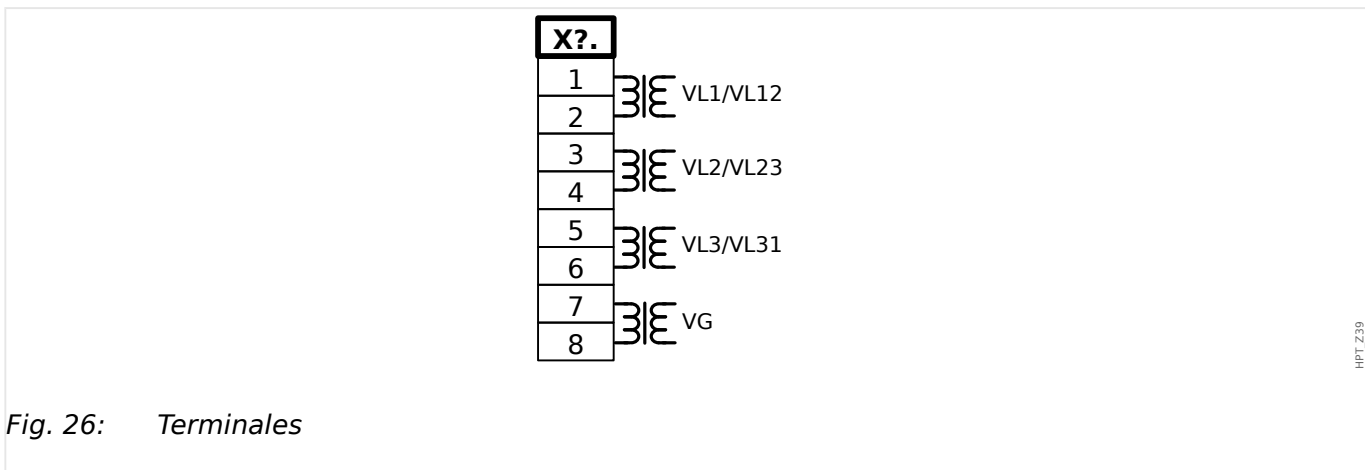 X?.
1
2
VL1/VL12
3
4
VL2/VL23
5
6
VL3/VL31
7
8
VG
HPT_Z39
Fig. 26: Terminales